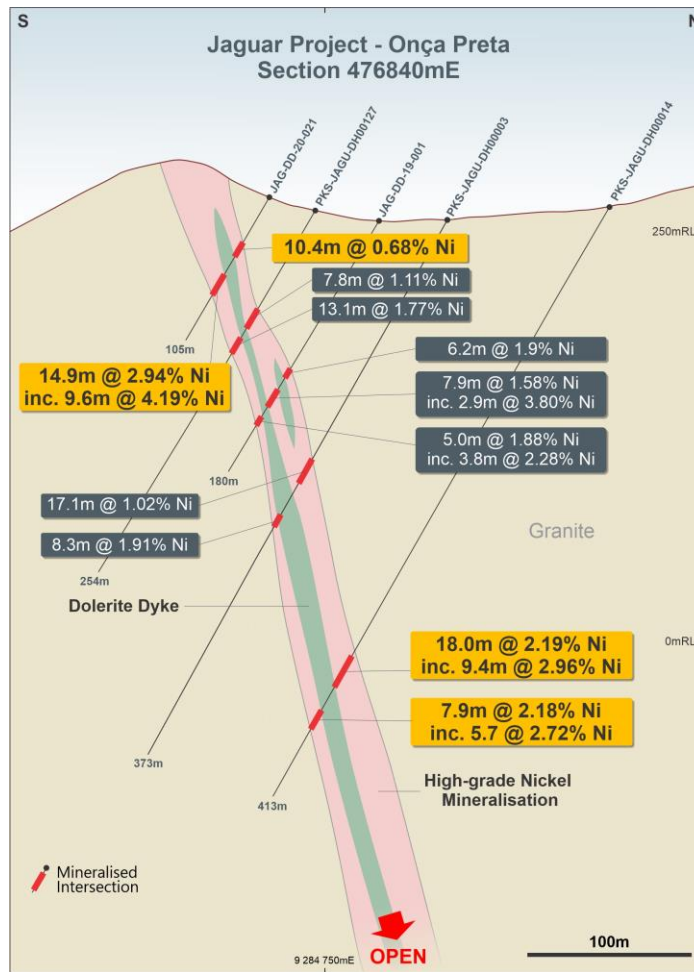 S
N
Jaguar Project - Onça Preta
Section 476840mE
JAG-DD-20-021
PKS-JAGU-DH00127
JAG-DD-19-001
PKS-JAGU-DH00003
PKS-JAGU-DH00014
250mRL
10.4m @ 0.68% Ni
7.8m @ 1.11% Ni
13.1m @ 1.77% Ni
105m
14.9m @ 2.94% Ni
inc. 9.6m @ 4.19% Ni
6.2m @ 1.9% Ni
7.9m @ 1.58% Ni
inc. 2.9m @ 3.80% Ni
5.0m @ 1.88% Ni
inc. 3.8m @ 2.28% Ni
180m
17.1m @ 1.02% Ni
8.3m @ 1.91% Ni
Granite
254m
Dolerite Dyke
0mRL
18.0m @ 2.19% Ni
inc. 9.4m @ 2.96% Ni
7.9m @ 2.18% Ni
inc. 5.7 @ 2.72% Ni
373m
413m
High-grade Nickel
Mineralisation
Mineralised
Intersection
OPEN
9 284 750mE
100m